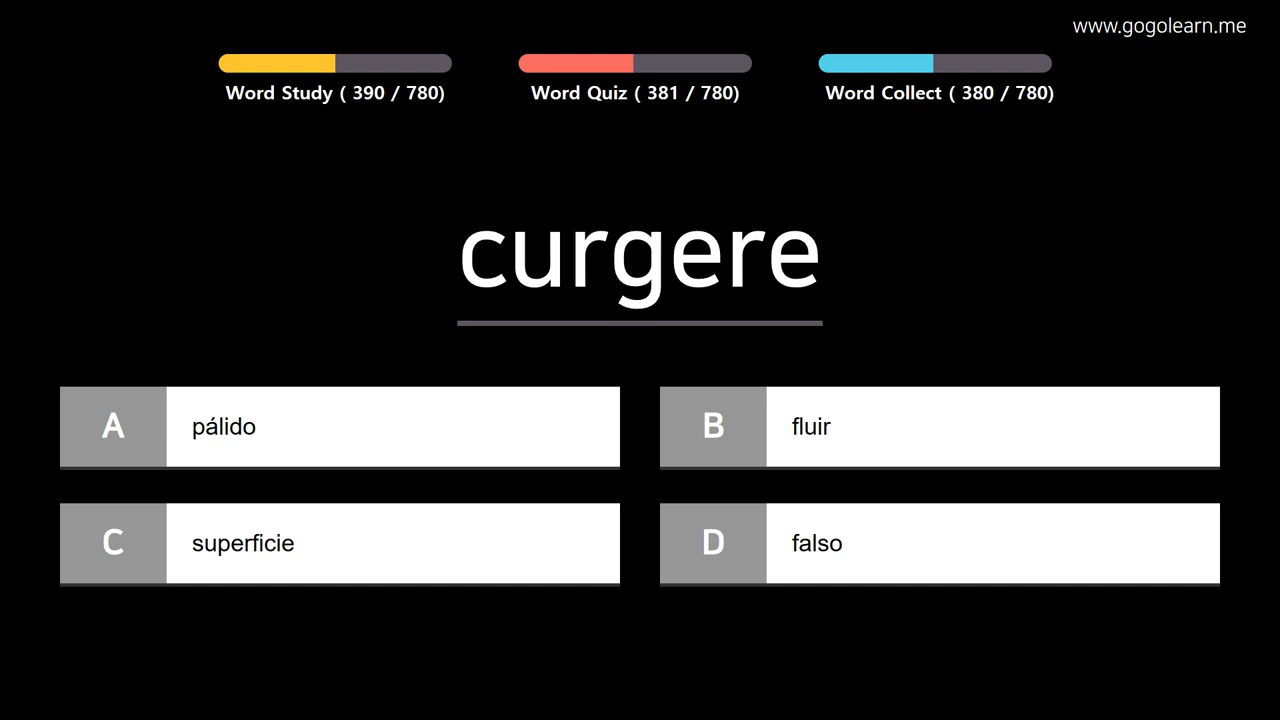 www.gogolearn.me
Word Study ( 390 / 780)
Word Quiz ( 381 / 780)
Word Collect ( 380 / 780)
curgere
A pálido
B fluir
C superficie
D falso